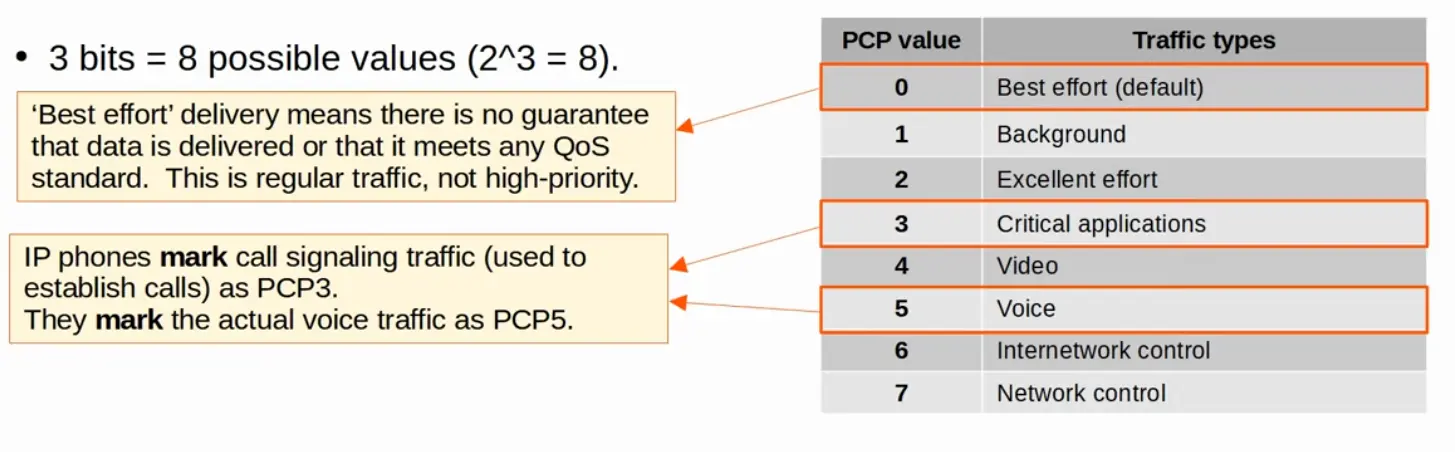 • 3 bits = 8 possible values (2^3 = 8).
‘Best effort’ delivery means there is no guarantee
that data is delivered or that it meets any QoS
standard.  This is regular traffic, not high-priority.
IP phones mark call signaling traffic (used to
establish calls) as PCP3.
They mark the actual voice traffic as PCP5.
PCP value Traffic types
0 Best effort (default)
1 Background
2 Excellent effort
3 Critical applications
4 Video
5 Voice
6 Internetwork control
7 Network control